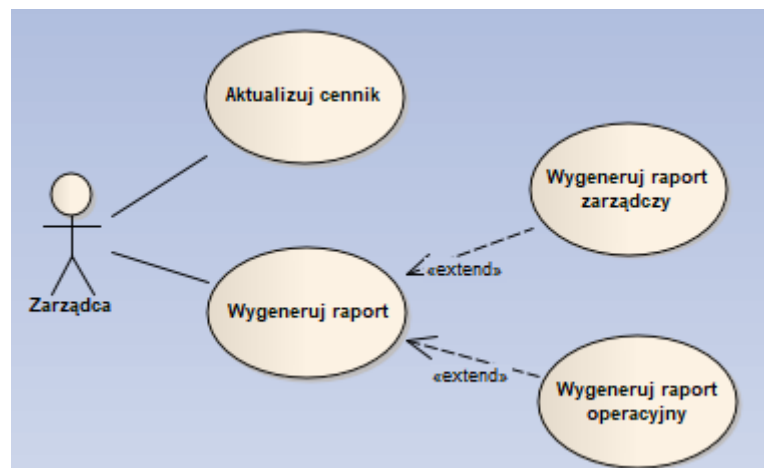 Aktualizuj cennik
Wygeneruj raport
zarządczy
Zarządca
Wygeneruj raport
«extend»
«extend»
Wygeneruj raport
operacyjny